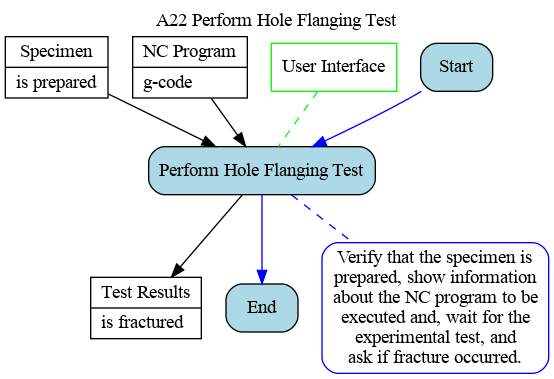 A22 Perform Hole Flanging Test
Specimen
is prepared
NC Program
g-code
User Interface
Start
Perform Hole Flanging Test
Test Results
is fractured
End
Verify that the specimen is
prepared, show information
about the NC program to be
executed and, wait for the
experimental test, and
ask if fracture occurred.